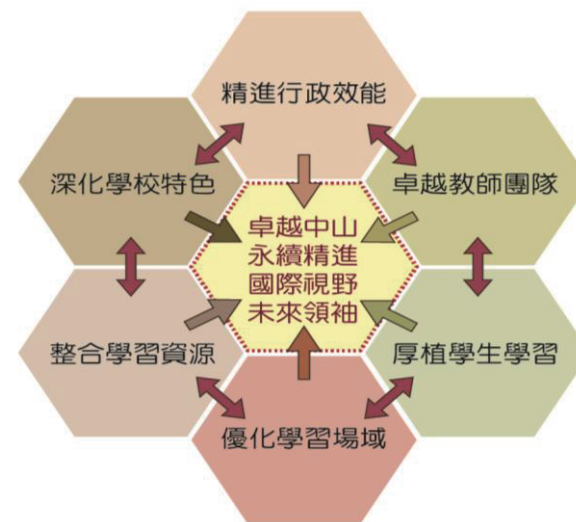 精進行政效能
深化學校特色
卓越教師團隊
卓越中山
永續精進
國際視野
未來領袖
整合學習資源
厚植學生學習
優化學習場域